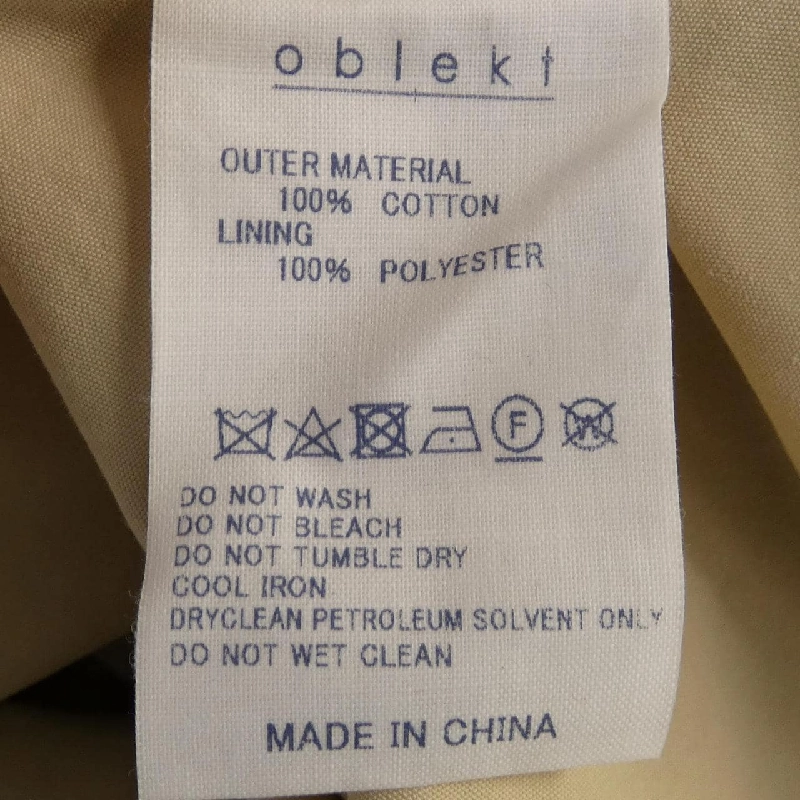 oblekt
OUTER MATERIAL
100% COTTON
LINING
100% POLYESTER
F W
DO NOT WASH
DO NOT BLEACH
DO NOT TUMBLE DRY
COOL IRON
DRYCLEAN PETROLEUM SOLVENT ONLY
DO NOT WET CLEAN
MADE IN CHINA